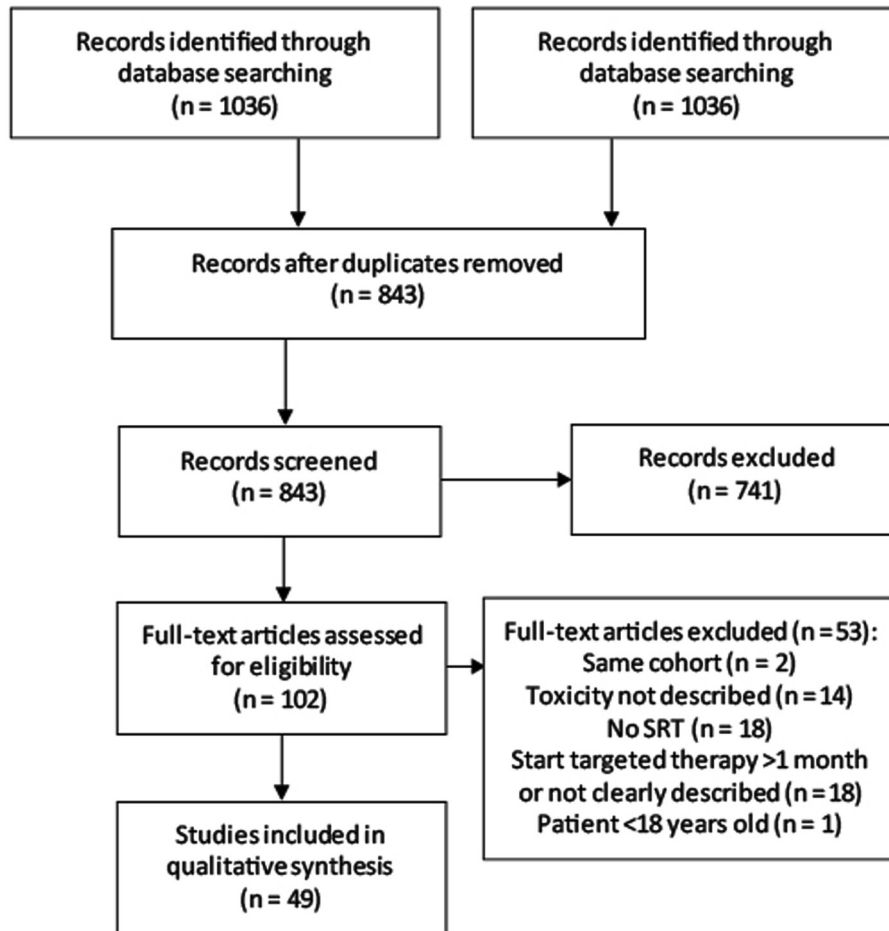 Records identified through
database searching
(n = 1036)
Records identified through
database searching
(n = 1036)
Records after duplicates removed
(n = 843)
Records screened
(n = 843)
Records excluded
(n = 741)
Full-text articles assessed
for eligibility
(n = 102)
Full-text articles excluded (n = 53):
Same cohort (n = 2)
Toxicity not described (n = 14)
No SRT (n = 18)
Start targeted therapy >1 month
or not clearly described (n = 18)
Patient <18 years old (n = 1)
Studies included in
qualitative synthesis
(n = 49)